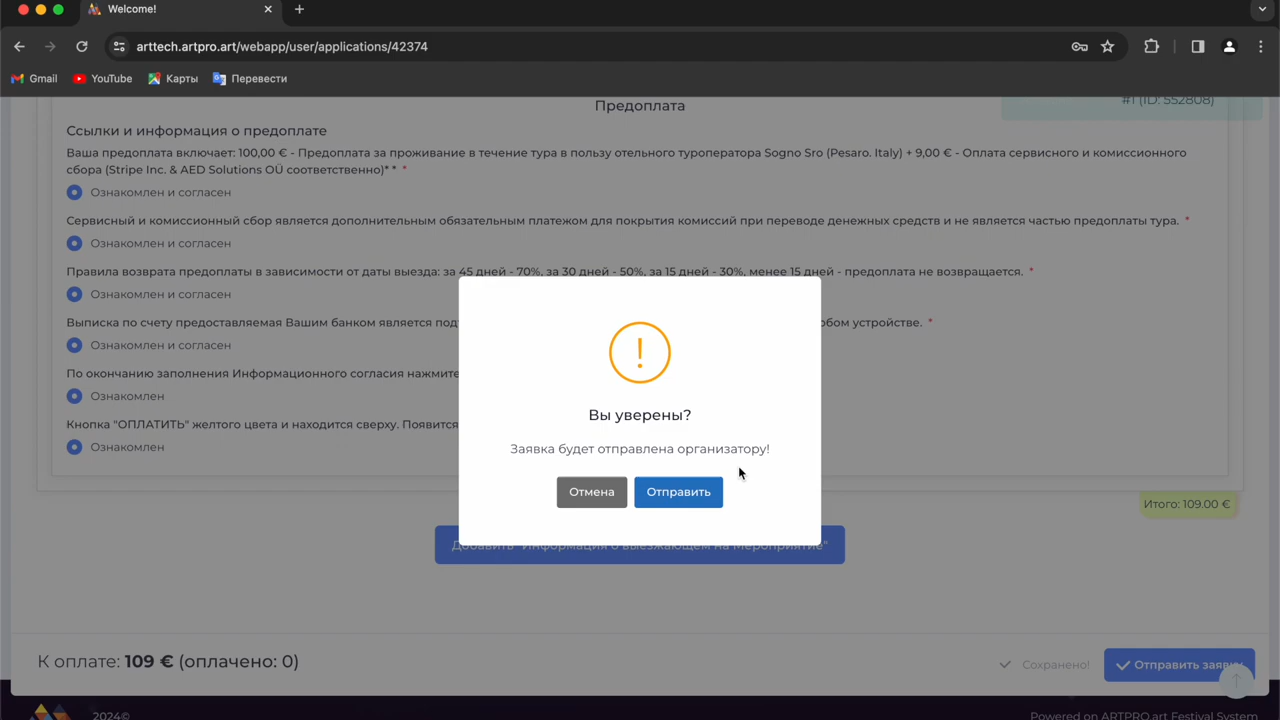 Welcome!
arttech.artpro.art/webapp/user/applications/42374
Gmail
YouTube
Карты
Перевести
#1 (ID: 552808)
Предоплата
Ссылки и информация о предоплате
Ваша предоплата включает: 100,00 € - Предоплата за проживание в течение тура в пользу отельного туроператора Sogno Sro (Pesaro. Italy) + 9,00 € - Оплата сервисного и комиссионного
сбора (Stripe Inc. & AED Solutions OÜ соответственно)* * *
Ознакомлен и согласен
Сервисный и комиссионный сбор является дополнительным обязательным платежом для покрытия комиссий при переводе денежных средств и не является частью предоплаты тура. *
Ознакомлен и согласен
Правила возврата предоплаты в зависимости от даты выезда: за 45 дней - 70%, за 30 дней - 50%, за 15 дней - 30%, менее 15 дней - предоплата не возвращается. *
Ознакомлен и согласен
Выписка по счету предоставляемая Вашим банком является
устройстве. *
Ознакомлен и согласен
По окончанию заполнения Информационного согласия
Ознакомлен
Кнопка "ОПЛАТИТЬ" желтого цвета и находится сверху.
Ознакомлен
Вы уверены?
Заявка будет отправлена организатору!
Отмена
Отправить
Итого: 109.00 €
Добавить "Информация о выезжающем на Мероприятие"
К оплате: 109 € (оплачено: 0)
Сохранено!
Отправить
2024©
Powered on ARTPRO.art Festival System